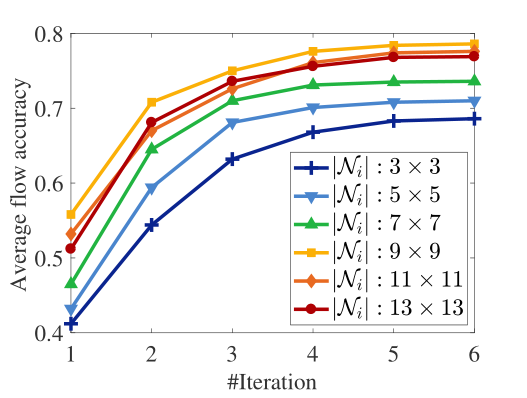 0.8
0.7
0.6
0.5
0.4
Average flow accuracy
|𝒩ᵢ| : 3 × 3
|𝒩ᵢ| : 5 × 5
|𝒩ᵢ| : 7 × 7
|𝒩ᵢ| : 9 × 9
|𝒩ᵢ| : 11 × 11
|𝒩ᵢ| : 13 × 13
1 2 3 4 5 6
#Iteration